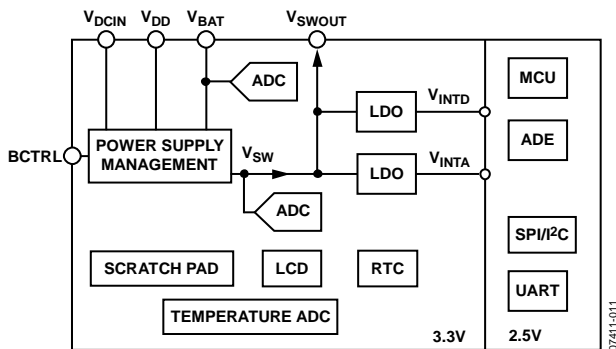 VDCIN VDD VBAT VSWOUT
ADC
MCU
LDO VINTD
ADE
BCTRL
POWER SUPPLY
MANAGEMENT
VSW
LDO VINTA
ADC
SPI/I2C
SCRATCH PAD LCD RTC
UART
TEMPERATURE ADC
3.3V 2.5V
07411-011